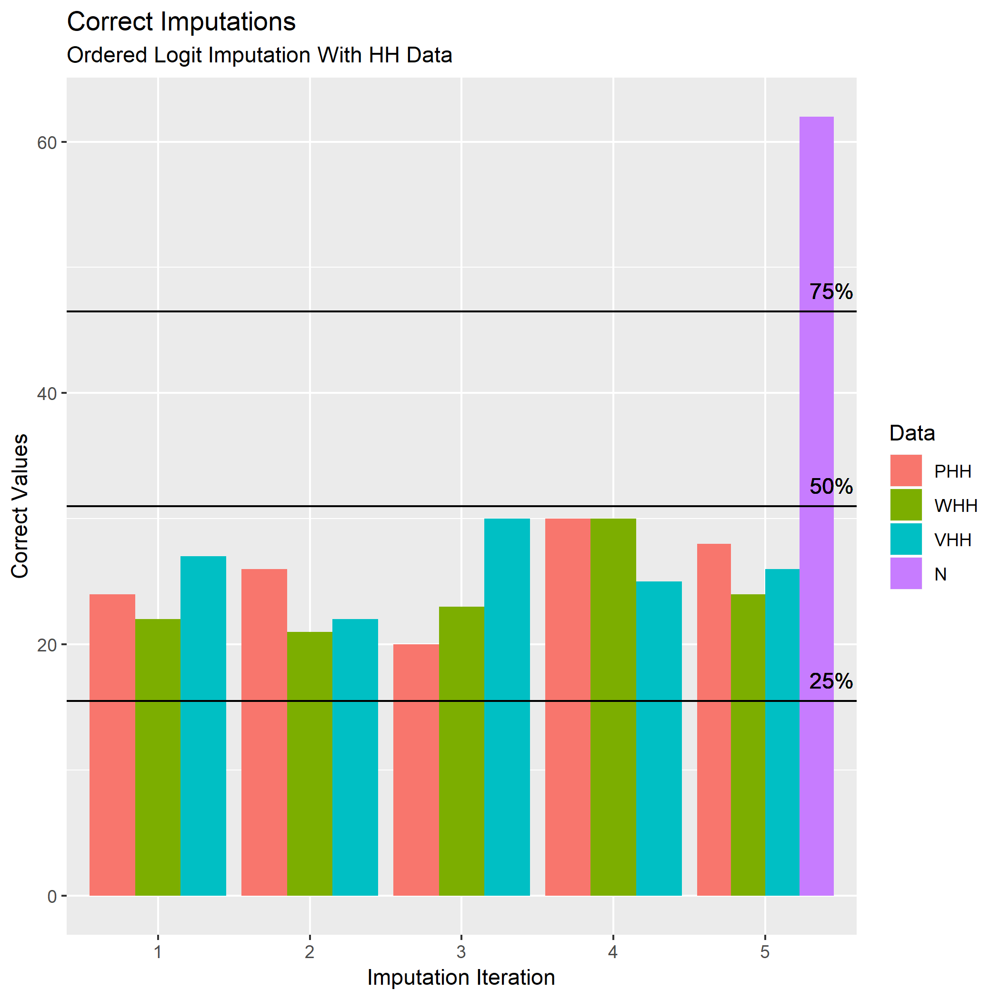 Correct Imputations
Ordered Logit Imputation With HH Data
60
40
20
0
Correct Values
75%
50%
25%
1 2 3 4 5
Imputation Iteration
Data
PHH
WHH
VHH
N